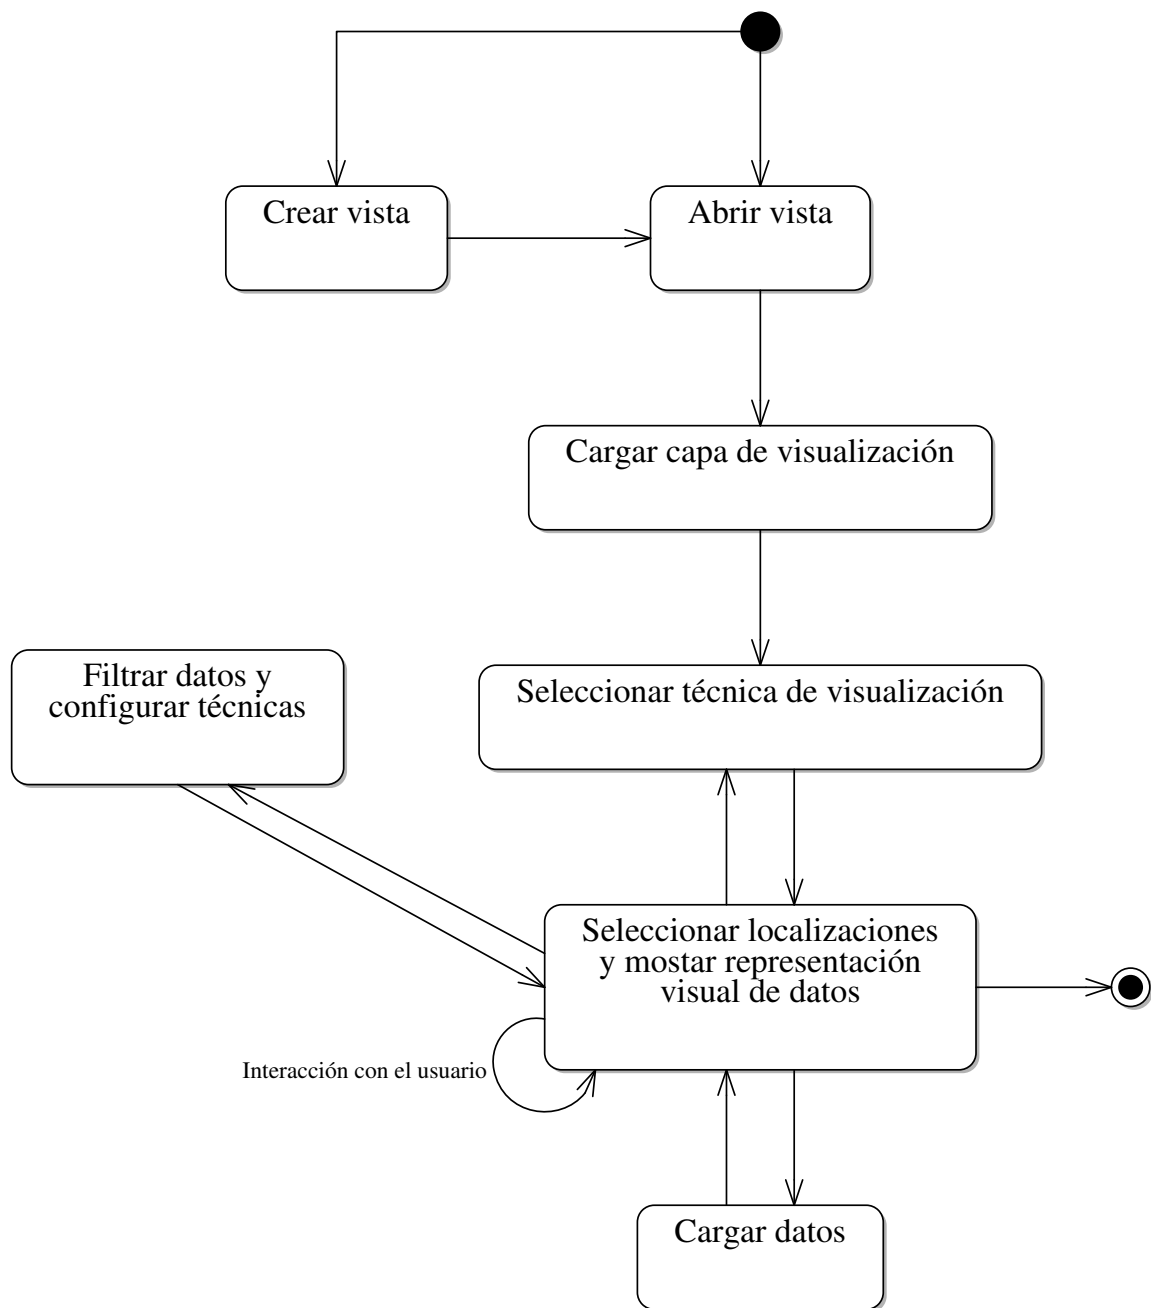 Crear vista
Abrir vista
Cargar capa de visualización
Filtrar datos y
configurar técnicas
Seleccionar técnica de visualización
Seleccionar localizaciones
y mostar representación
visual de datos
Interacción con el usuario
Cargar datos